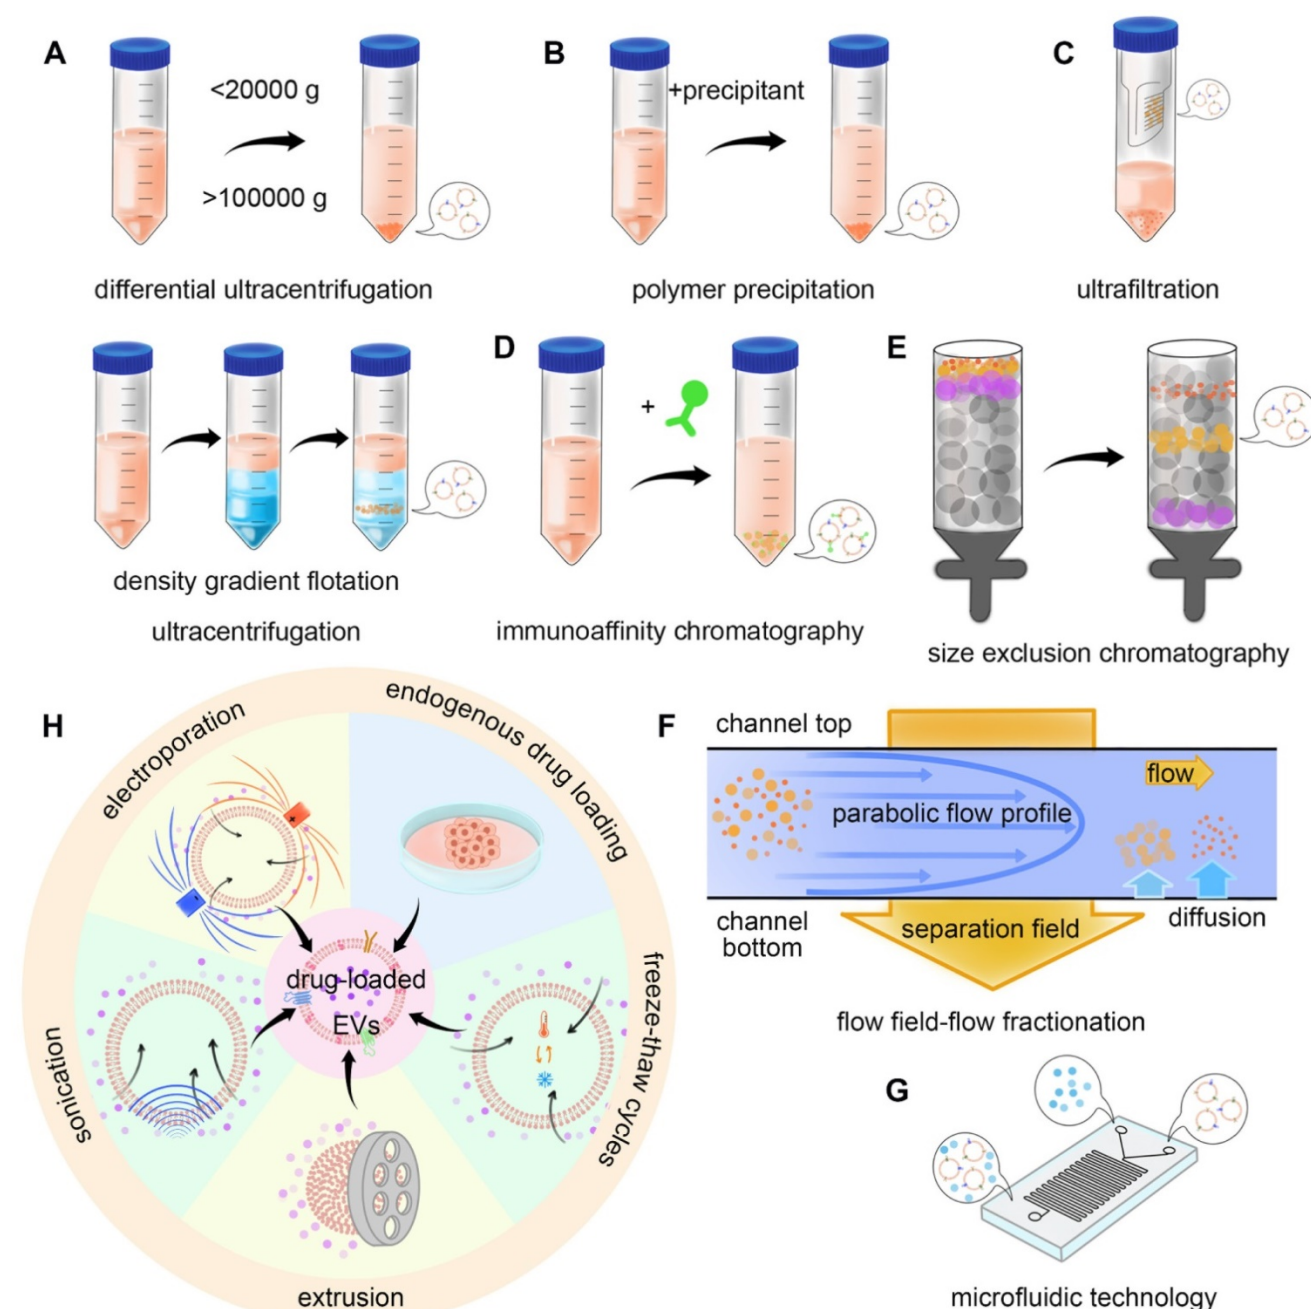 A
<20000 g
>100000 g
differential ultracentrifugation
B
+precipitant
polymer precipitation
C
ultrafiltration
density gradient flotation
ultracentrifugation
D
+
immunoaffinity chromatography
E
size exclusion chromatography
H
electroporation
endogenous drug loading
freeze-thaw cycles
sonication
extrusion
drug-loaded
EVs
F
channel top
flow
parabolic flow profile
channel
bottom
separation field
diffusion
flow field-flow fractionation
G
microfluidic technology